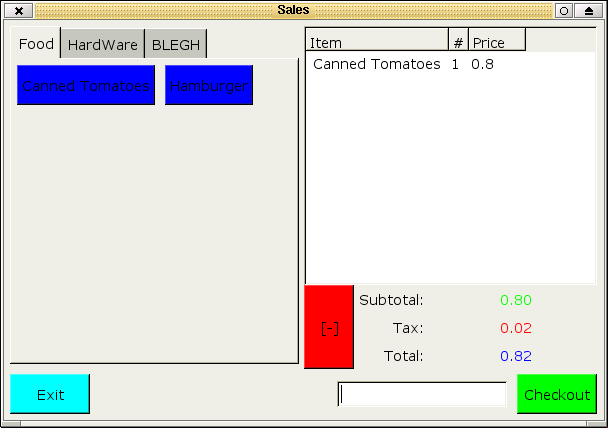 Sales
Food HardWare BLEGH
Canned Tomatoes Hamburger
Item # Price
Canned Tomatoes 1 0.8
[-]
Subtotal: 0.80
Tax: 0.02
Total: 0.82
Exit
Checkout